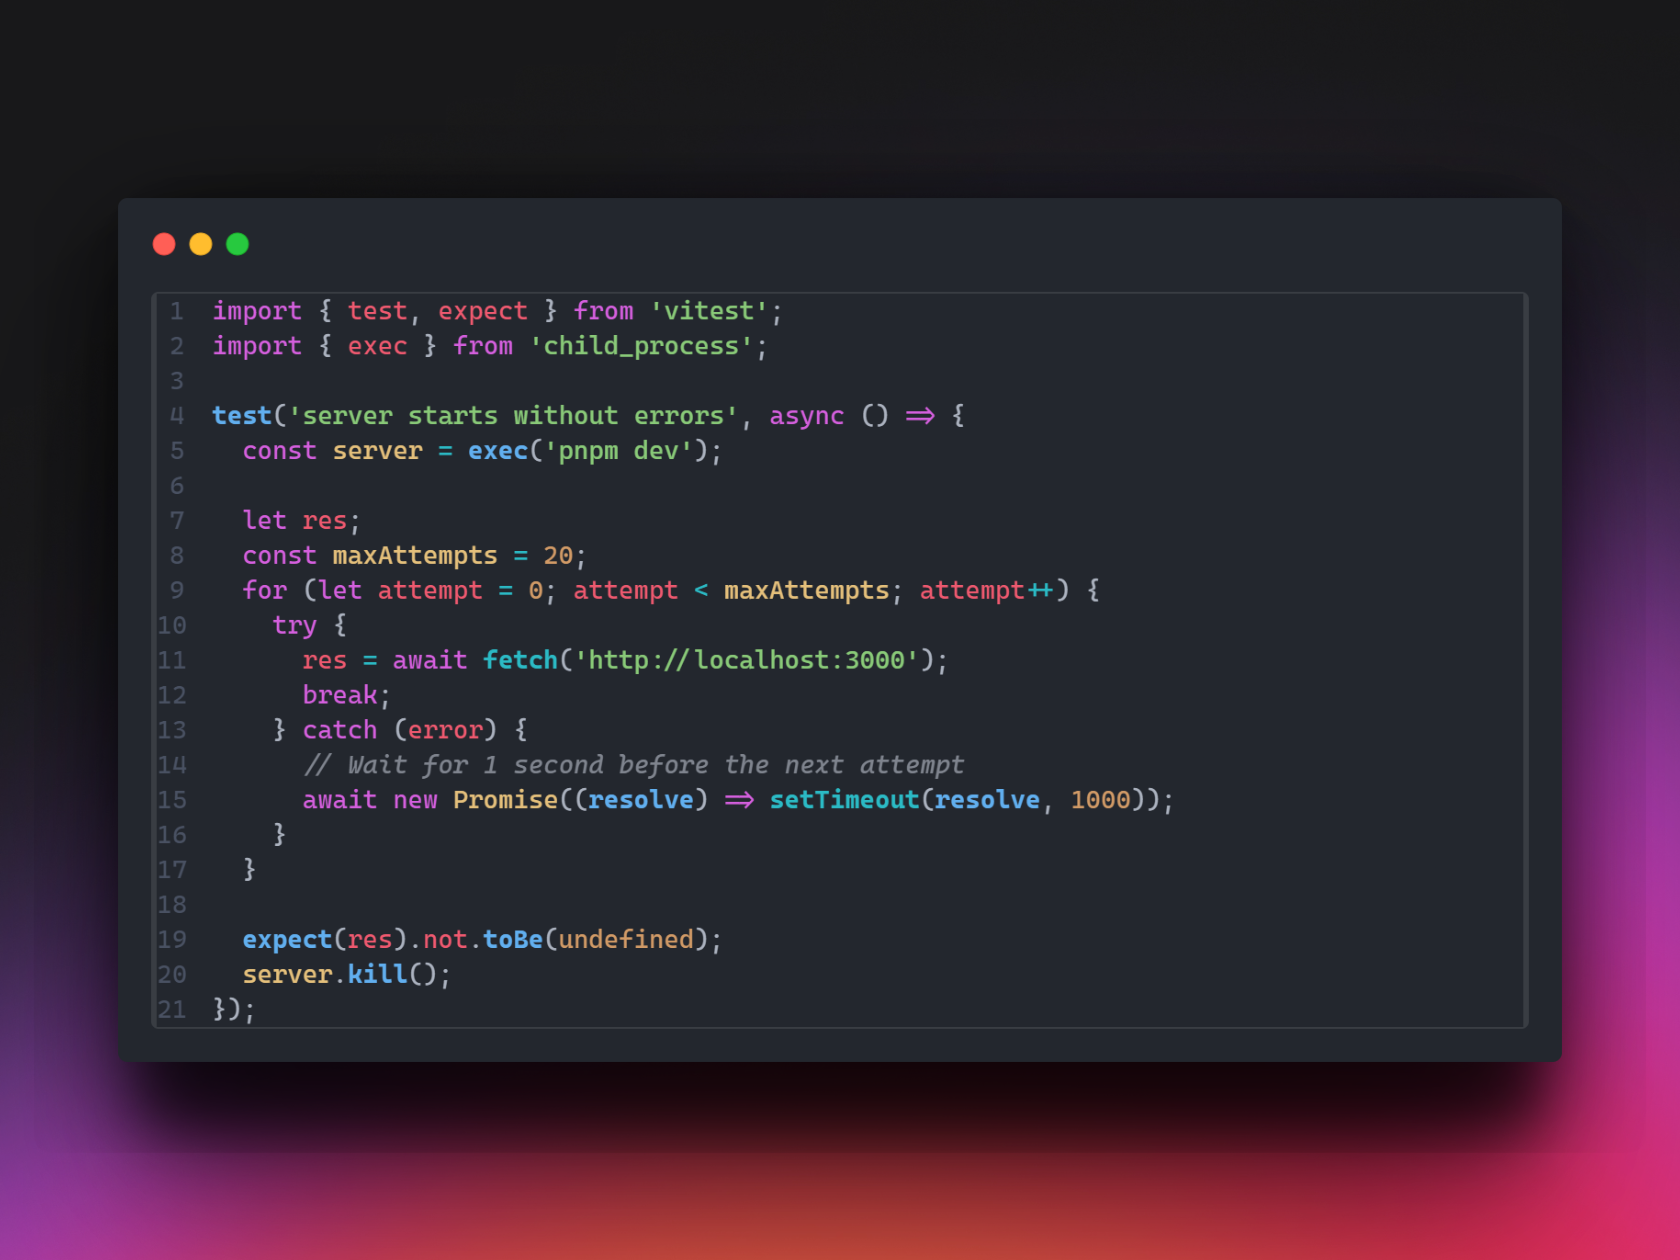 1 import { test, expect } from 'vitest';
2 import { exec } from 'child_process';
3
4 test('server starts without errors', async () => {
5   const server = exec('pnpm dev');
6
7   let res;
8   const maxAttempts = 20;
9   for (let attempt = 0; attempt < maxAttempts; attempt++) {
10     try {
11       res = await fetch('http://localhost:3000');
12       break;
13     } catch (error) {
14       // Wait for 1 second before the next attempt
15       await new Promise((resolve) => setTimeout(resolve, 1000));
16     }
17   }
18
19   expect(res).not.toBe(undefined);
20   server.kill();
21 });